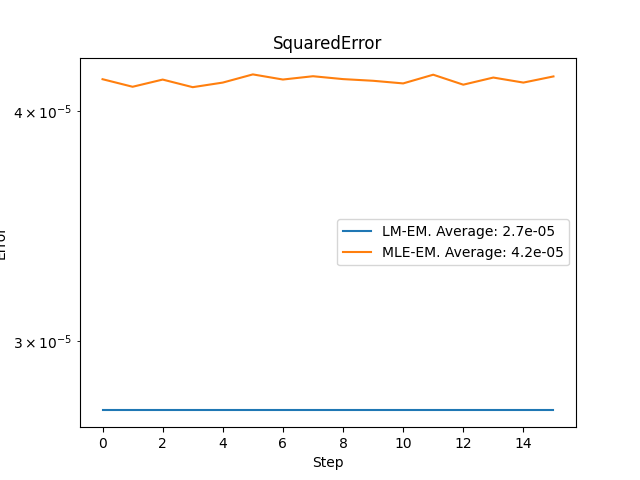 SquaredError
4 × 10⁻⁵
Error
LM-EM. Average: 2.7e-05
MLE-EM. Average: 4.2e-05
3 × 10⁻⁵
0 2 4 6 8 10 12 14
Step